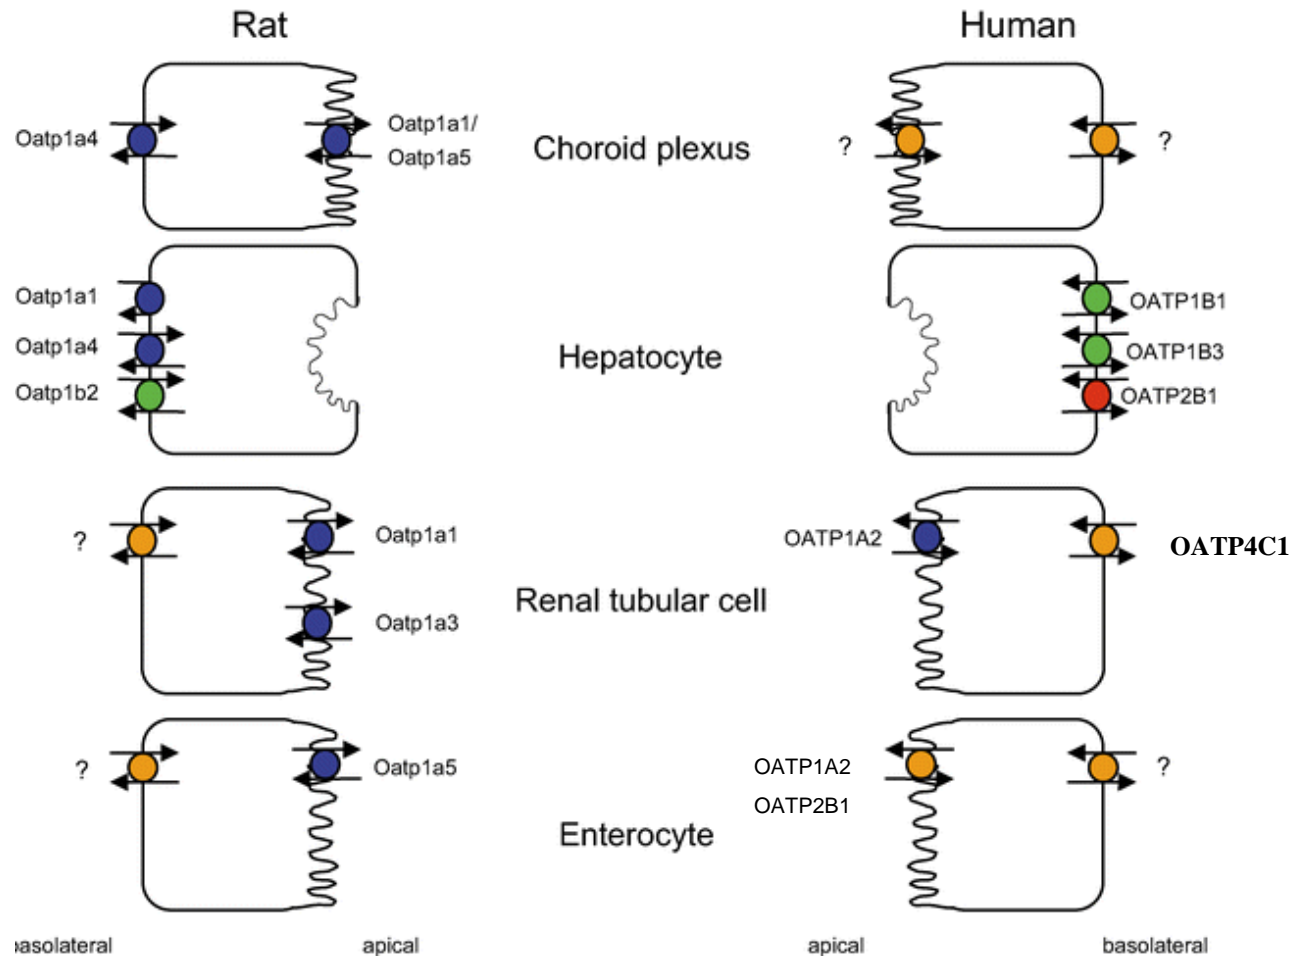 Rat
Human
Oatp1a4
Oatp1a1/
Oatp1a5
Choroid plexus
?
?
Oatp1a1
Oatp1a4
Oatp1b2
Hepatocyte
OATP1B1
OATP1B3
OATP2B1
?
Oatp1a1
Oatp1a3
Renal tubular cell
OATP1A2
OATP4C1
?
Oatp1a5
Enterocyte
OATP1A2
OATP2B1
?
basolateral
apical
apical
basolateral